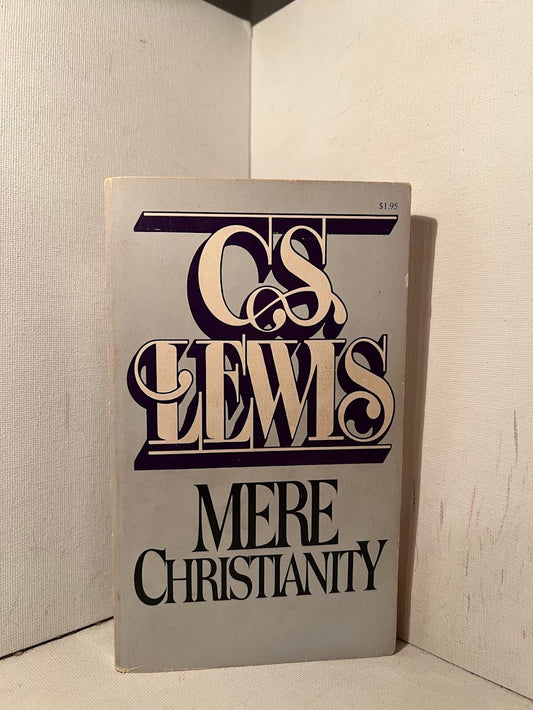 $1.95
C.S.
LEWIS
MERE
CHRISTIANITY